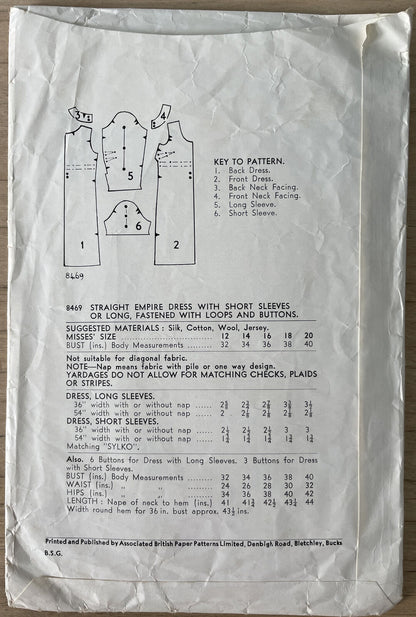 3
4
5
6
1
2
8469
KEY TO PATTERN.
1. Back Dress.
2. Front Dress.
3. Back Neck Facing.
4. Front Neck Facing.
5. Long Sleeve.
6. Short Sleeve.
8469 STRAIGHT EMPIRE DRESS WITH SHORT SLEEVES
OR LONG, FASTENED WITH LOOPS AND BUTTONS.
SUGGESTED MATERIALS : Silk, Cotton, Wool, Jersey.
MISSES' SIZE ........ 12 14 16 18 20
BUST (ins.) Body Measurements ........ 32 34 36 38 40
Not suitable for diagonal fabric.
NOTE—Nap means fabric with pile or one way design.
YARDAGES DO NOT ALLOW FOR MATCHING CHECKS, PLAIDS
OR STRIPES.
DRESS, LONG SLEEVES.
36" width with or without nap ...... 3½
54" width with or without nap ...... 2
DRESS, SHORT SLEEVES.
36" width with or without nap ...... 3 3
54" width with or without nap ......
Matching "SYLKO".
Also. 6 Buttons for Dress with Long Sleeves. 3 Buttons for Dress
with Short Sleeves.
BUST (ins.) Body Measurements ...... 32 34 36 38 40
WAIST (ins.) „ „ ...... 24 26 28 30 32
HIPS (ins.) „ „ ...... 34 36 38 40 42
LENGTH : Nape of neck to hem (ins.) 41 44
Width round hem for 36 in. bust approx. 43½ ins.
Printed and Published by Associated British Paper Patterns Limited, Denbigh Road, Bletchley, Bucks
B.S.G.